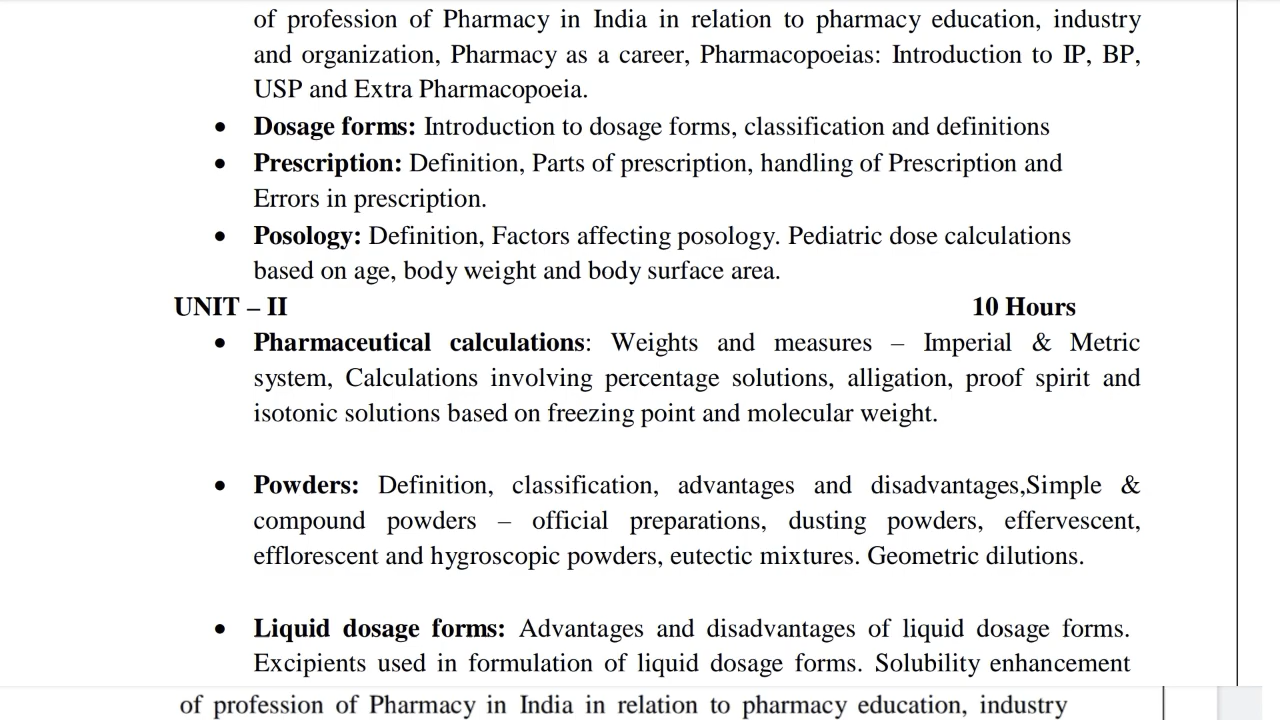 of profession of Pharmacy in India in relation to pharmacy education, industry
and organization, Pharmacy as a career, Pharmacopoeias: Introduction to IP, BP,
USP and Extra Pharmacopoeia.
• Dosage forms: Introduction to dosage forms, classification and definitions
• Prescription: Definition, Parts of prescription, handling of Prescription and
Errors in prescription.
• Posology: Definition, Factors affecting posology. Pediatric dose calculations
based on age, body weight and body surface area.
UNIT – II 10 Hours
• Pharmaceutical calculations: Weights and measures – Imperial & Metric
system, Calculations involving percentage solutions, alligation, proof spirit and
isotonic solutions based on freezing point and molecular weight.
• Powders: Definition, classification, advantages and disadvantages,Simple &
compound powders – official preparations, dusting powders, effervescent,
efflorescent and hygroscopic powders, eutectic mixtures. Geometric dilutions.
• Liquid dosage forms: Advantages and disadvantages of liquid dosage forms.
Excipients used in formulation of liquid dosage forms. Solubility enhancement
of profession of Pharmacy in India in relation to pharmacy education, industry